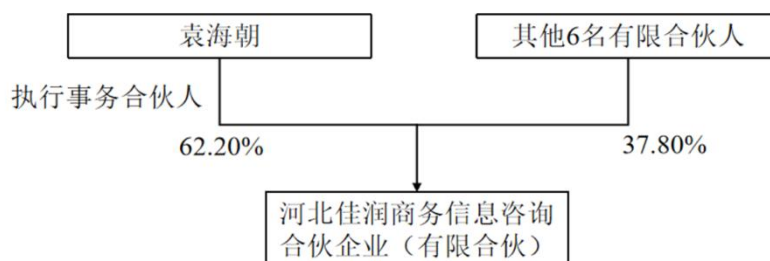 袁海朝
其他6名有限合伙人
执行事务合伙人
62.20%
37.80%
河北佳润商务信息咨询
合伙企业（有限合伙）